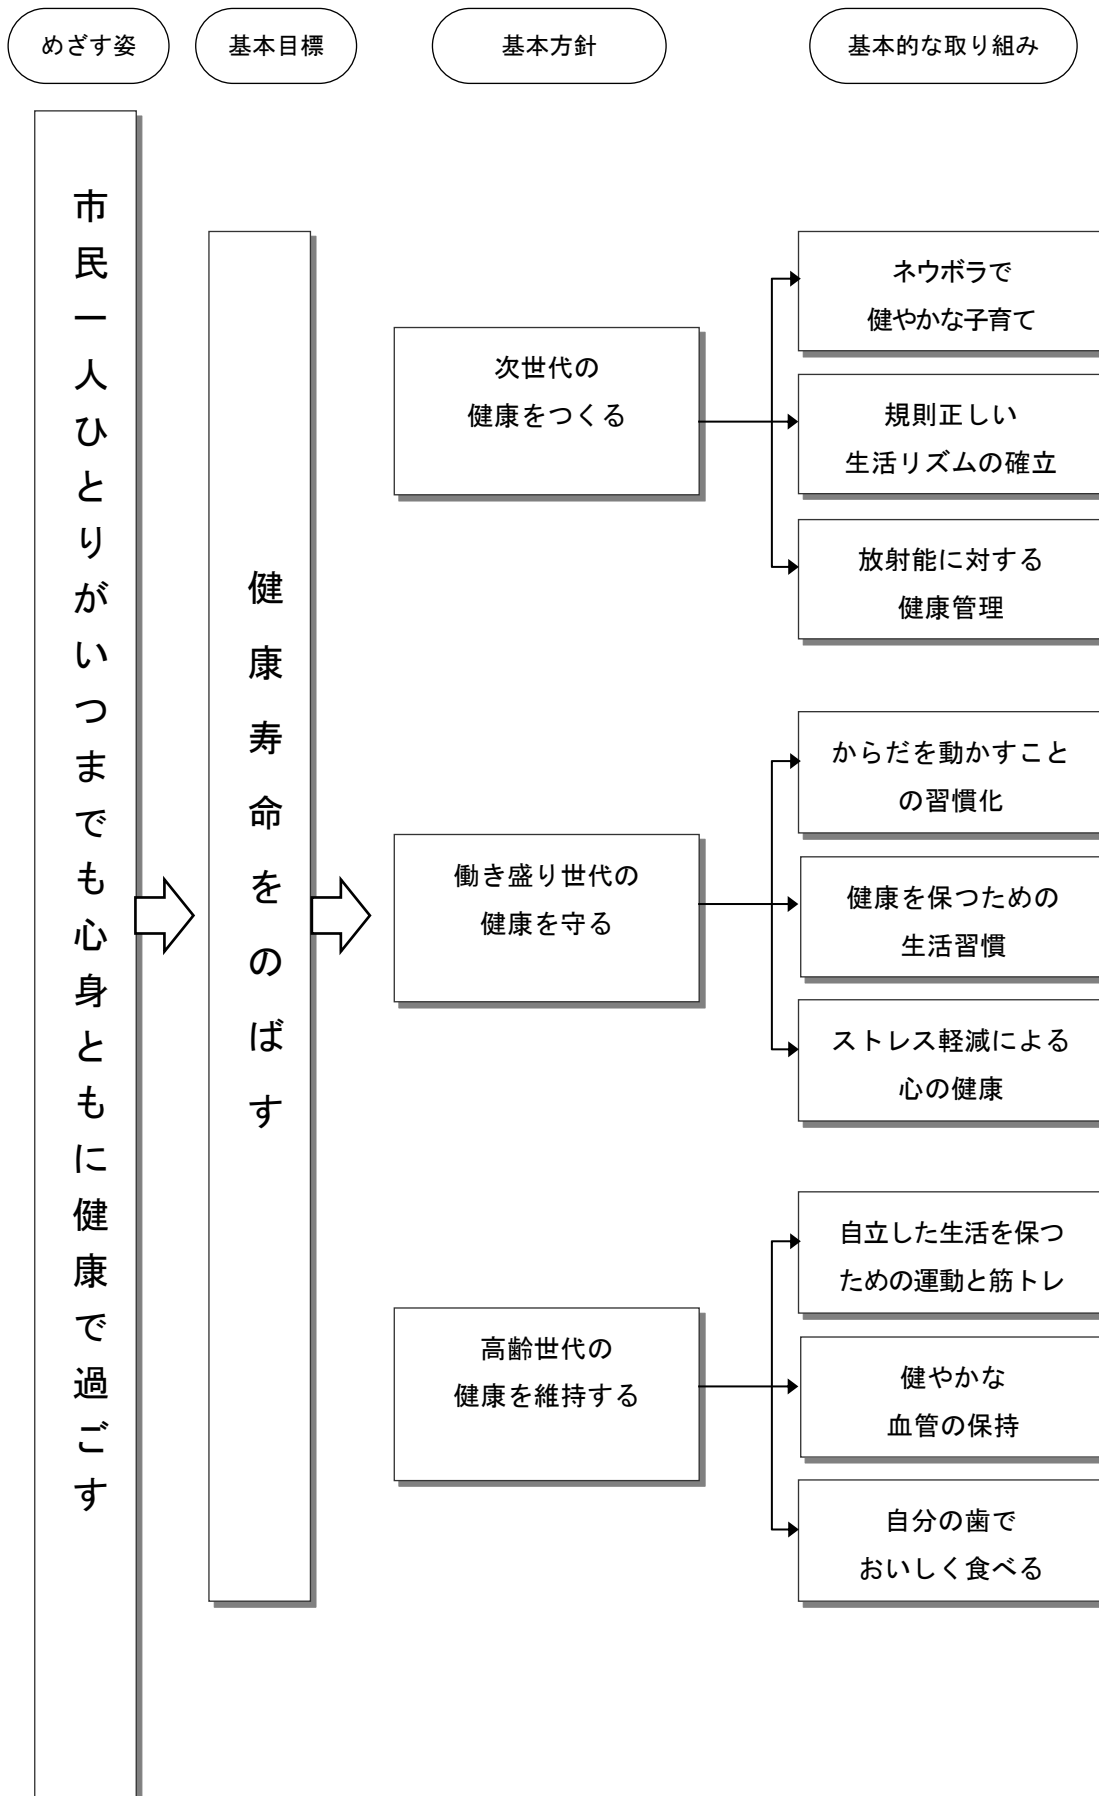 めざす姿
基本目標
基本方針
基本的な取り組み
市民一人ひとりがいつまでも心身ともに健康で過ごす
健康寿命をのばす
次世代の
健康をつくる
ネウボラで
健やかな子育て
規則正しい
生活リズムの確立
放射能に対する
健康管理
働き盛り世代の
健康を守る
からだを動かすこと
の習慣化
健康を保つための
生活習慣
ストレス軽減による
心の健康
高齢世代の
健康を維持する
自立した生活を保つ
ための運動と筋トレ
健やかな
血管の保持
自分の歯で
おいしく食べる